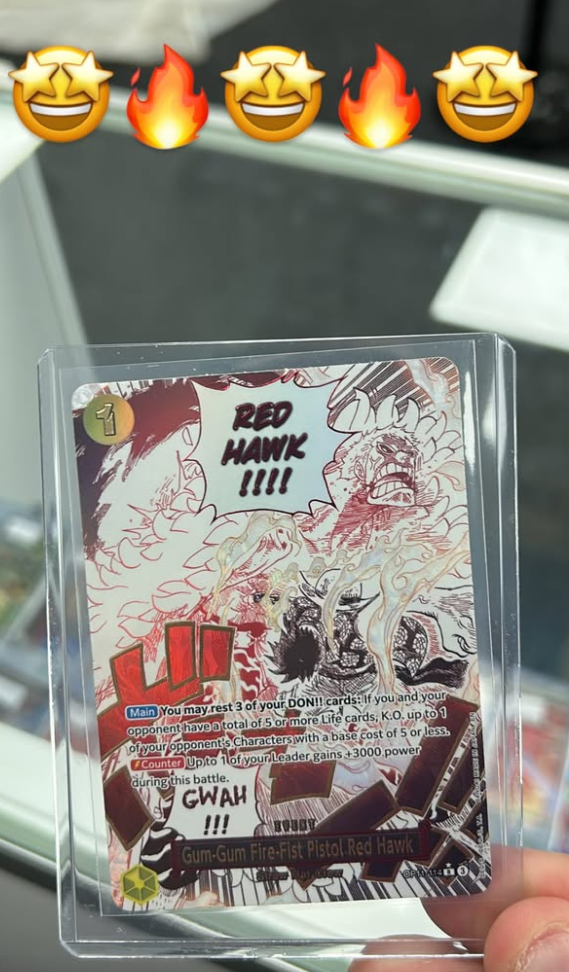 1
RED
HAWK
!!!!
Main You may rest 3 of your DON!! cards: If you and your
opponent have a total of 5 or more Life cards, K.O. up to 1
of your opponent's Characters with a base cost of 5 or less.
Counter Up to 1 of your Leader gains +3000 power
during this battle.
GWAH
!!!
EVENT
Gum-Gum Fire-Fist Pistol Red Hawk